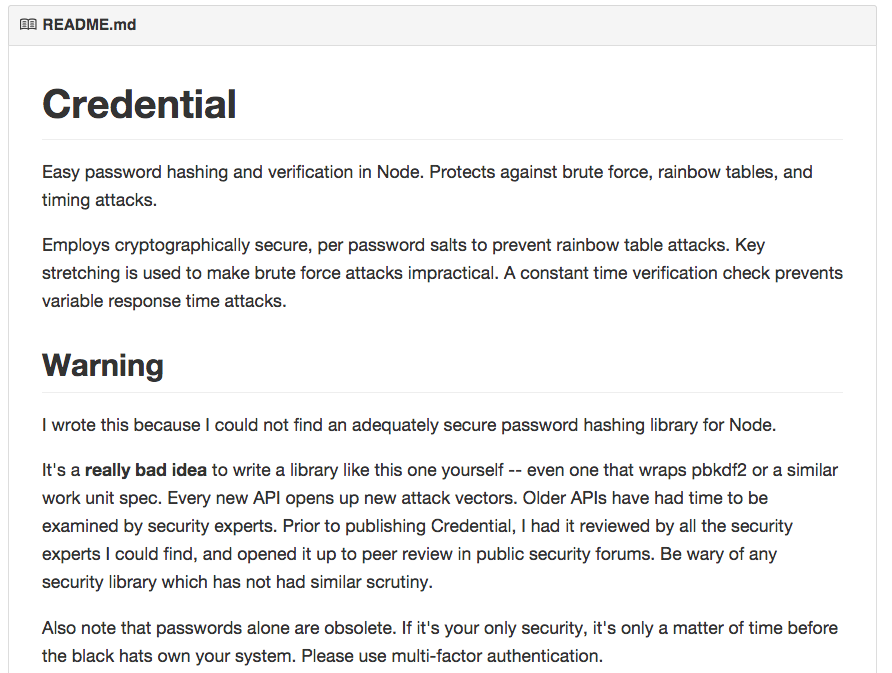 README.md
Credential
Easy password hashing and verification in Node. Protects against brute force, rainbow tables, and
timing attacks.
Employs cryptographically secure, per password salts to prevent rainbow table attacks. Key
stretching is used to make brute force attacks impractical. A constant time verification check prevents
variable response time attacks.
Warning
I wrote this because I could not find an adequately secure password hashing library for Node.
It's a really bad idea to write a library like this one yourself -- even one that wraps pbkdf2 or a similar
work unit spec. Every new API opens up new attack vectors. Older APIs have had time to be
examined by security experts. Prior to publishing Credential, I had it reviewed by all the security
experts I could find, and opened it up to peer review in public security forums. Be wary of any
security library which has not had similar scrutiny.
Also note that passwords alone are obsolete. If it's your only security, it's only a matter of time before
the black hats own your system. Please use multi-factor authentication.